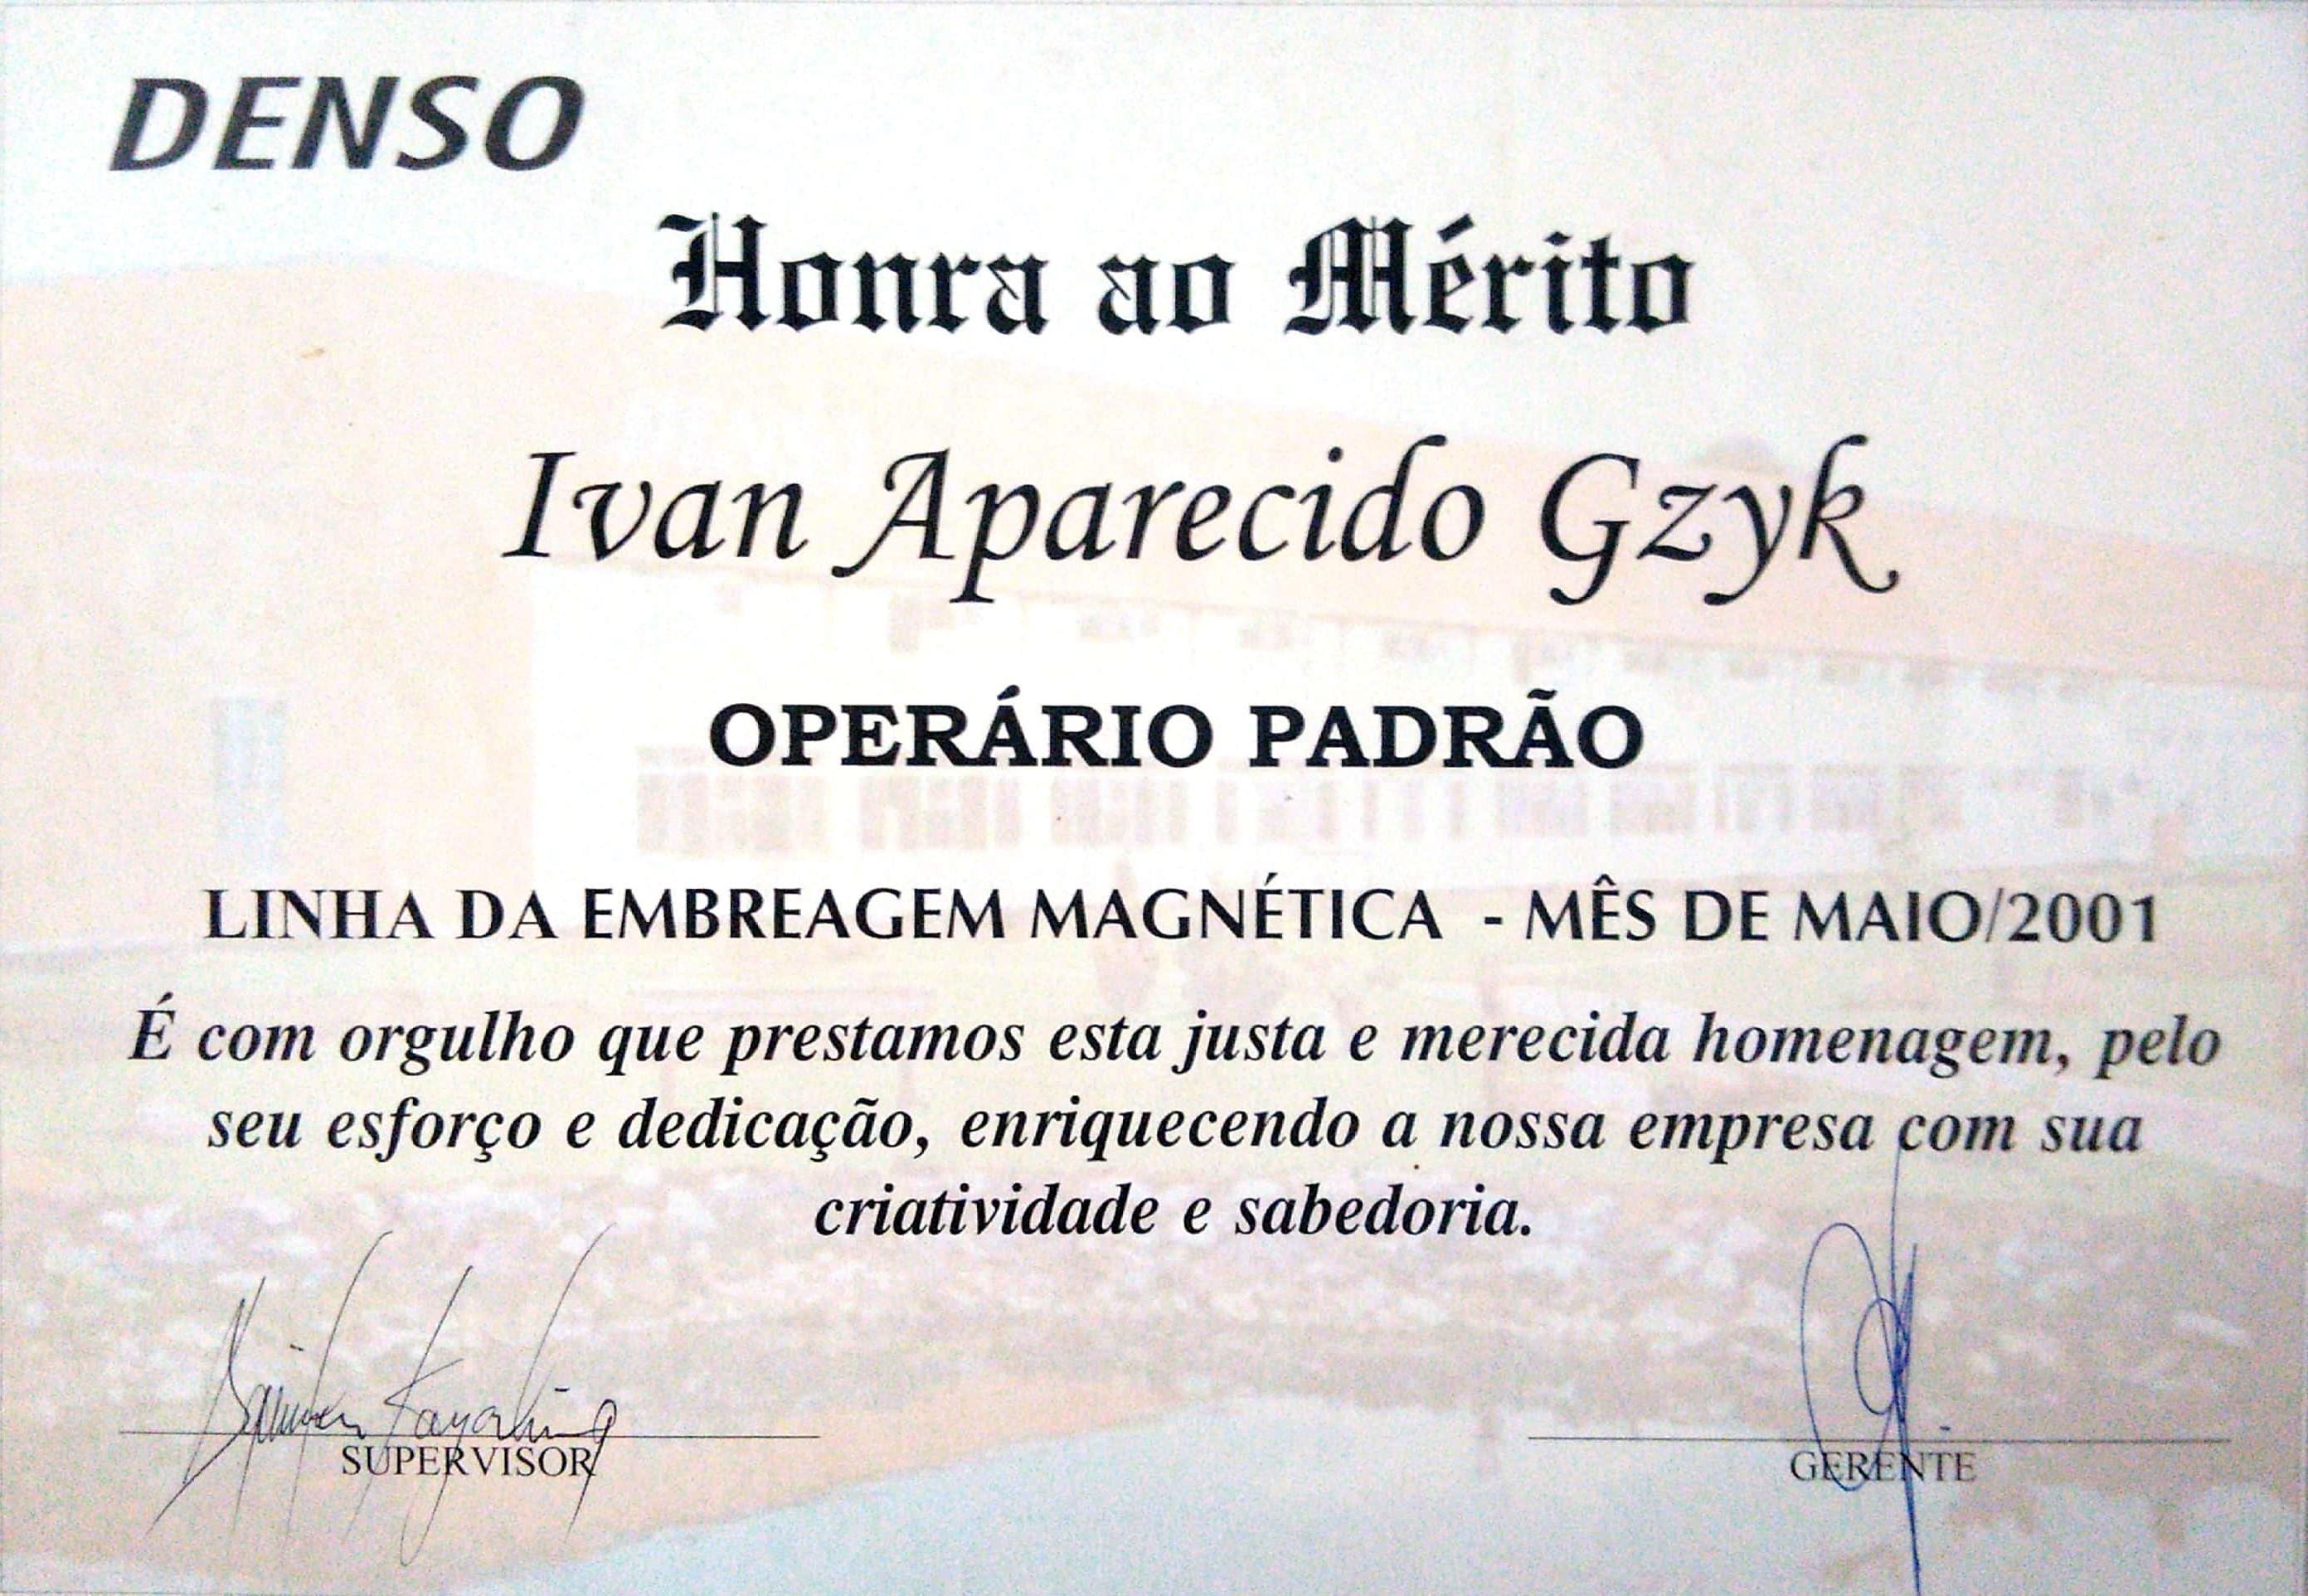 DENSO
Honra ao Mérito
Ivan Aparecido Gzyk
OPERÁRIO PADRÃO
LINHA DA EMBREAGEM MAGNÉTICA - MÊS DE MAIO/2001
É com orgulho que prestamos esta justa e merecida homenagem, pelo
seu esforço e dedicação, enriquecendo a nossa empresa com sua
criatividade e sabedoria.
SUPERVISOR
GERENTE